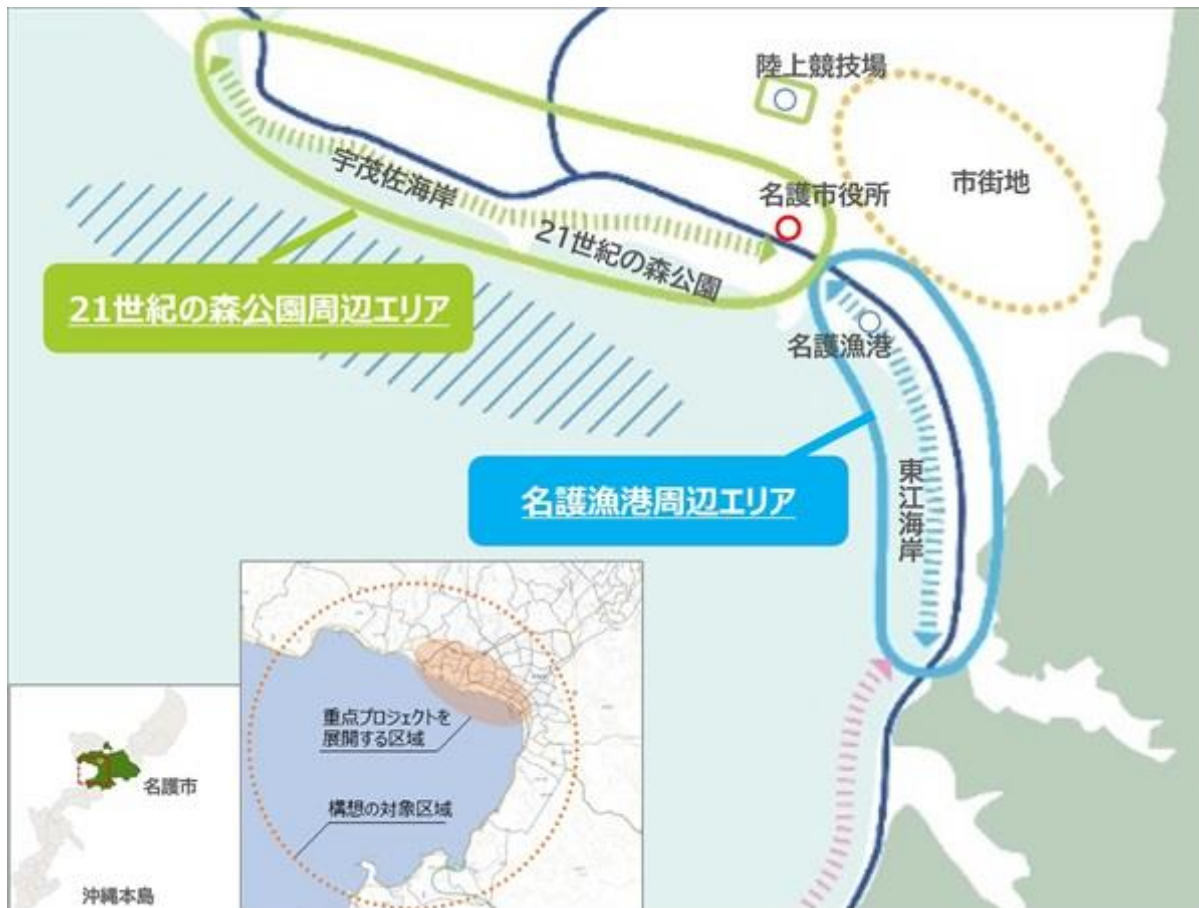 陸上競技場
市街地
宇茂佐海岸
名護市役所
21世紀の森公園
21世紀の森公園周辺エリア
名護漁港
東江海岸
名護漁港周辺エリア
重点プロジェクトを
展開する区域
構想の対象区域
名護市
沖縄本島